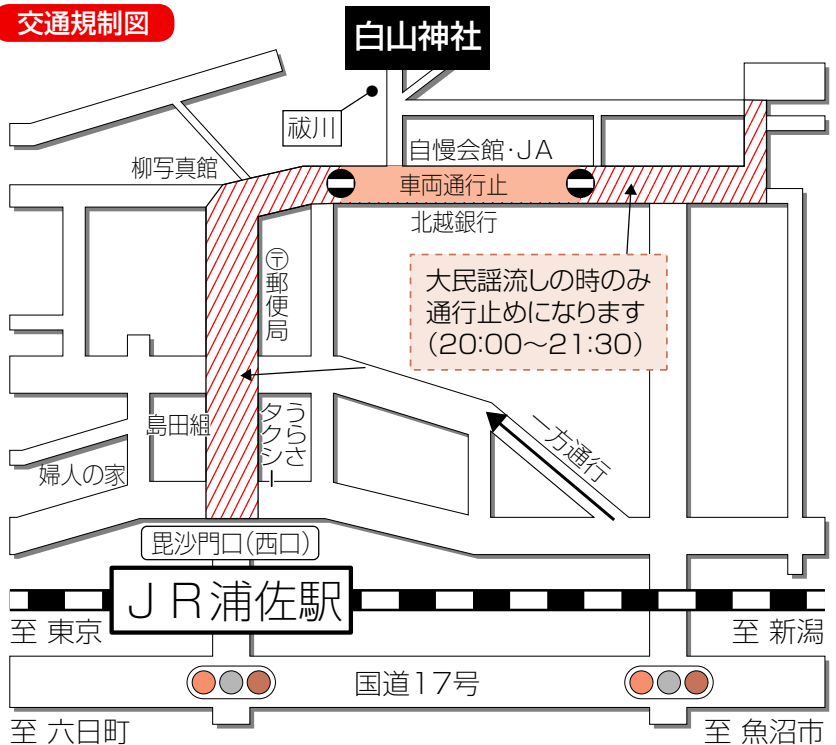 交通規制図
白山神社
祓川
自慢会館・JA
柳写真館
車両通行止
北越銀行
〒郵便局
大民謡流しの時のみ
通行止めになります
(20:00〜21:30)
島田組
うらさ
タクシー
一方通行
婦人の家
毘沙門口(西口)
JR浦佐駅
至 東京
至 新潟
国道17号
至 六日町
至 魚沼市